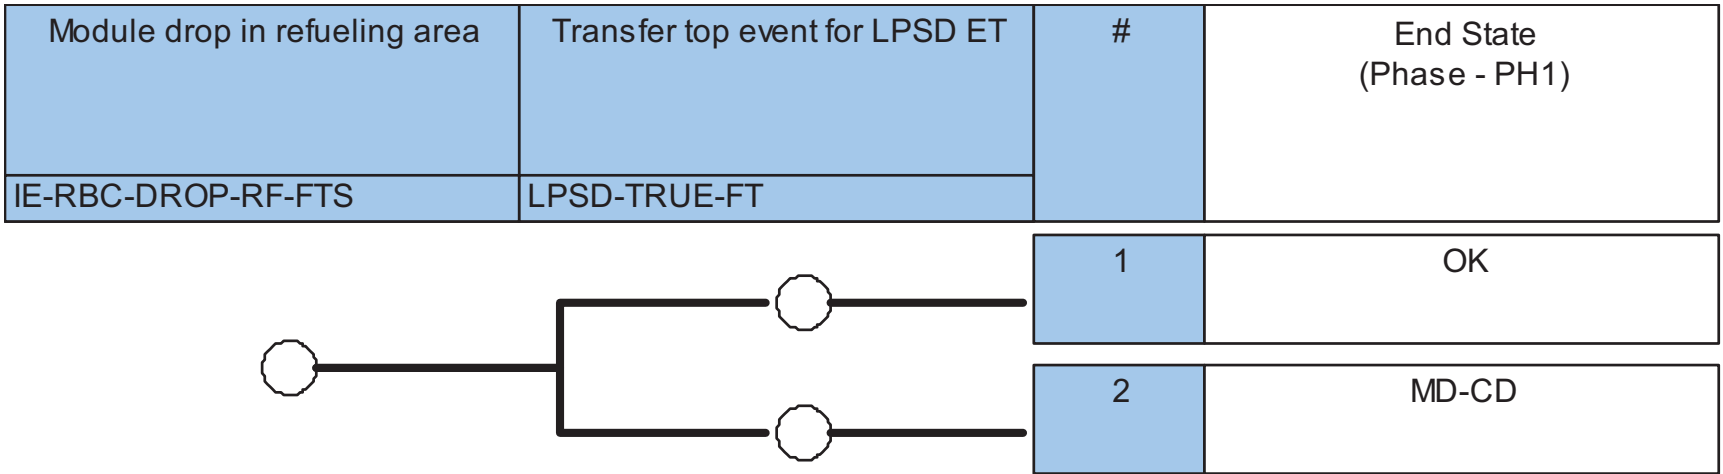 Module drop in refueling area
Transfer top event for LPSD ET
#
End State
(Phase - PH1)
IE-RBC-DROP-RF-FTS
LPSD-TRUE-FT
1
OK
2
MD-CD